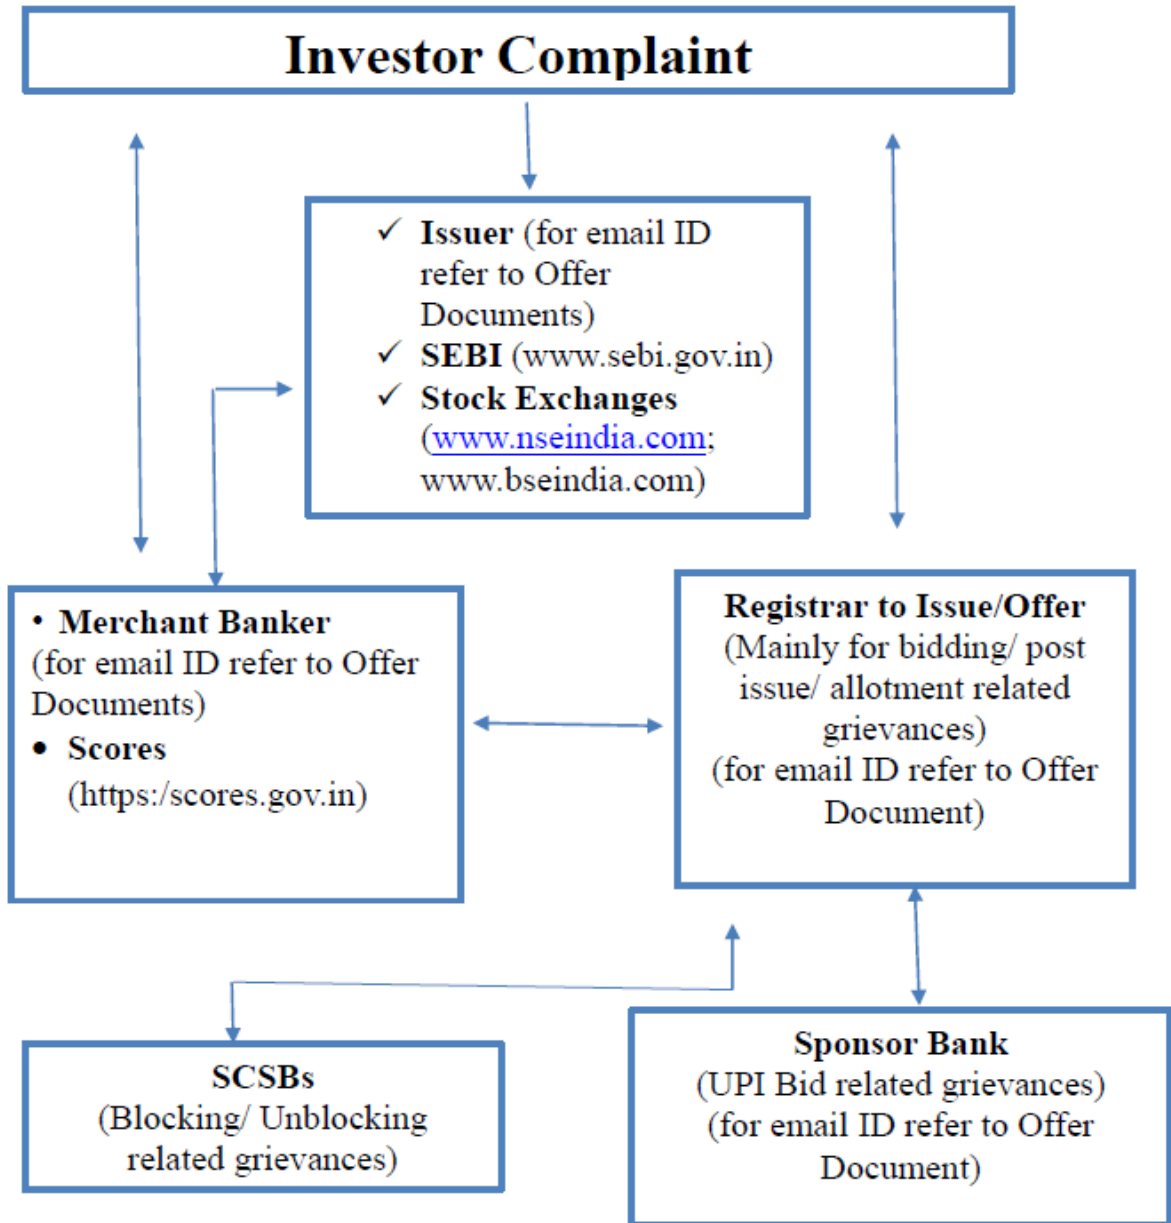 Investor Complaint
✓ Issuer (for email ID
refer to Offer
Documents)
✓ SEBI (www.sebi.gov.in)
✓ Stock Exchanges
(www.nseindia.com;
www.bseindia.com)
• Merchant Banker
(for email ID refer to Offer
Documents)
• Scores
(https:/scores.gov.in)
Registrar to Issue/Offer
(Mainly for bidding/ post
issue/ allotment related
grievances)
(for email ID refer to Offer
Document)
SCSBs
(Blocking/ Unblocking
related grievances)
Sponsor Bank
(UPI Bid related grievances)
(for email ID refer to Offer
Document)